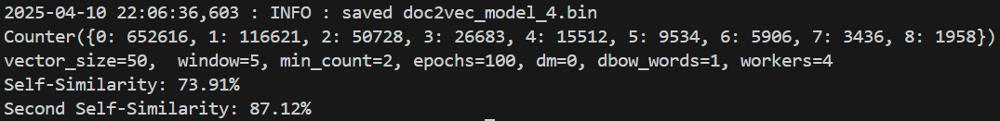 2025-04-10 22:06:36,603 : INFO : saved doc2vec_model_4.bin
Counter({0: 652616, 1: 116621, 2: 50728, 3: 26683, 4: 15512, 5: 9534, 6: 5906, 7: 3436, 8: 1958})
vector_size=50,  window=5, min_count=2, epochs=100, dm=0, dbow_words=1, workers=4
Self-Similarity: 73.91%
Second Self-Similarity: 87.12%